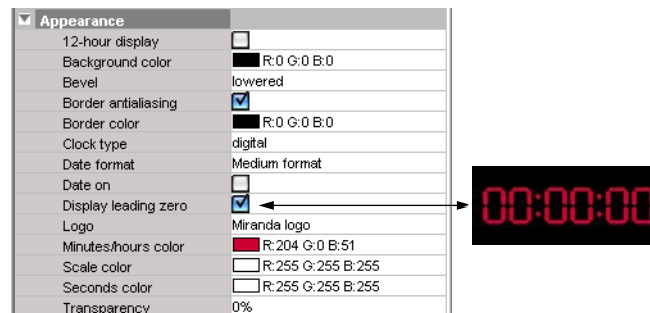 Appearance
12-hour display
Background color R:0 G:0 B:0
Bevel lowered
Border antialiasing
Border color R:0 G:0 B:0
Clock type digital
Date format Medium format
Date on
Display leading zero
Logo Miranda logo
Minutes/hours color R:204 G:0 B:51
Scale color R:255 G:255 B:255
Seconds color R:255 G:255 B:255
Transparency 0%
00:00:00